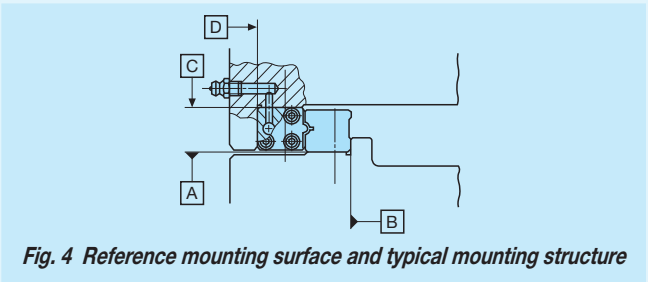 D
C
A
B
Fig. 4 Reference mounting surface and typical mounting structure